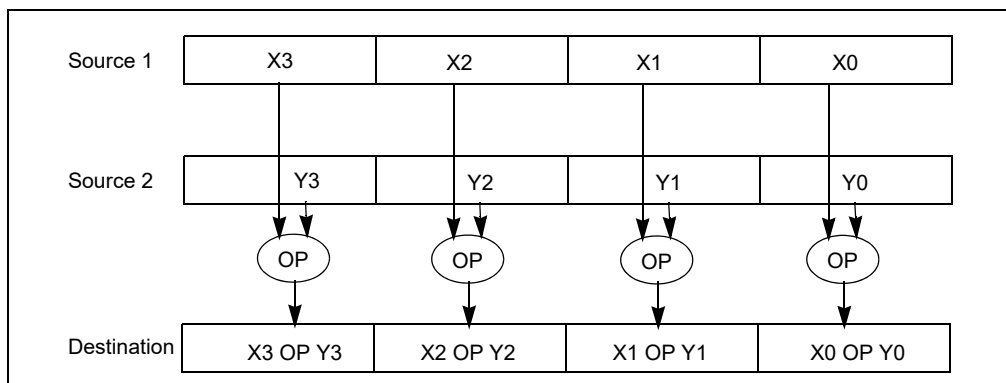 Source 1 X3 X2 X1 X0
Source 2 Y3 Y2 Y1 Y0
OP OP OP OP
Destination X3 OP Y3 X2 OP Y2 X1 OP Y1 X0 OP Y0